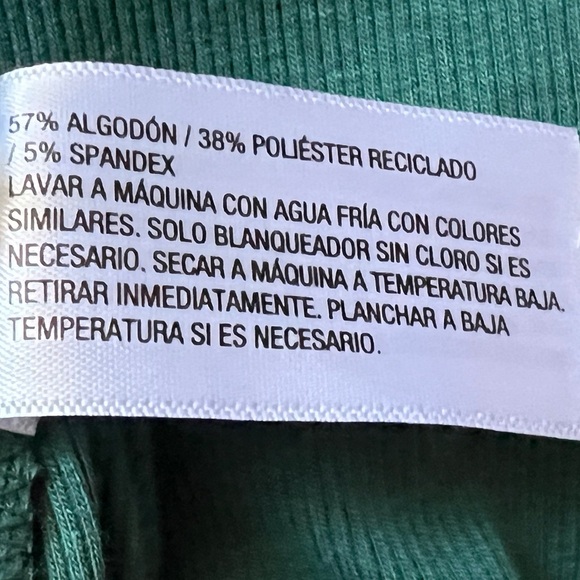 57% ALGODÓN / 38% POLIÉSTER RECICLADO
/ 5% SPANDEX
LAVAR A MÁQUINA CON AGUA FRÍA CON COLORES
SIMILARES. SOLO BLANQUEADOR SIN CLORO SI ES
NECESARIO. SECAR A MÁQUINA A TEMPERATURA BAJA.
RETIRAR INMEDIATAMENTE. PLANCHAR A BAJA
TEMPERATURA SI ES NECESARIO.